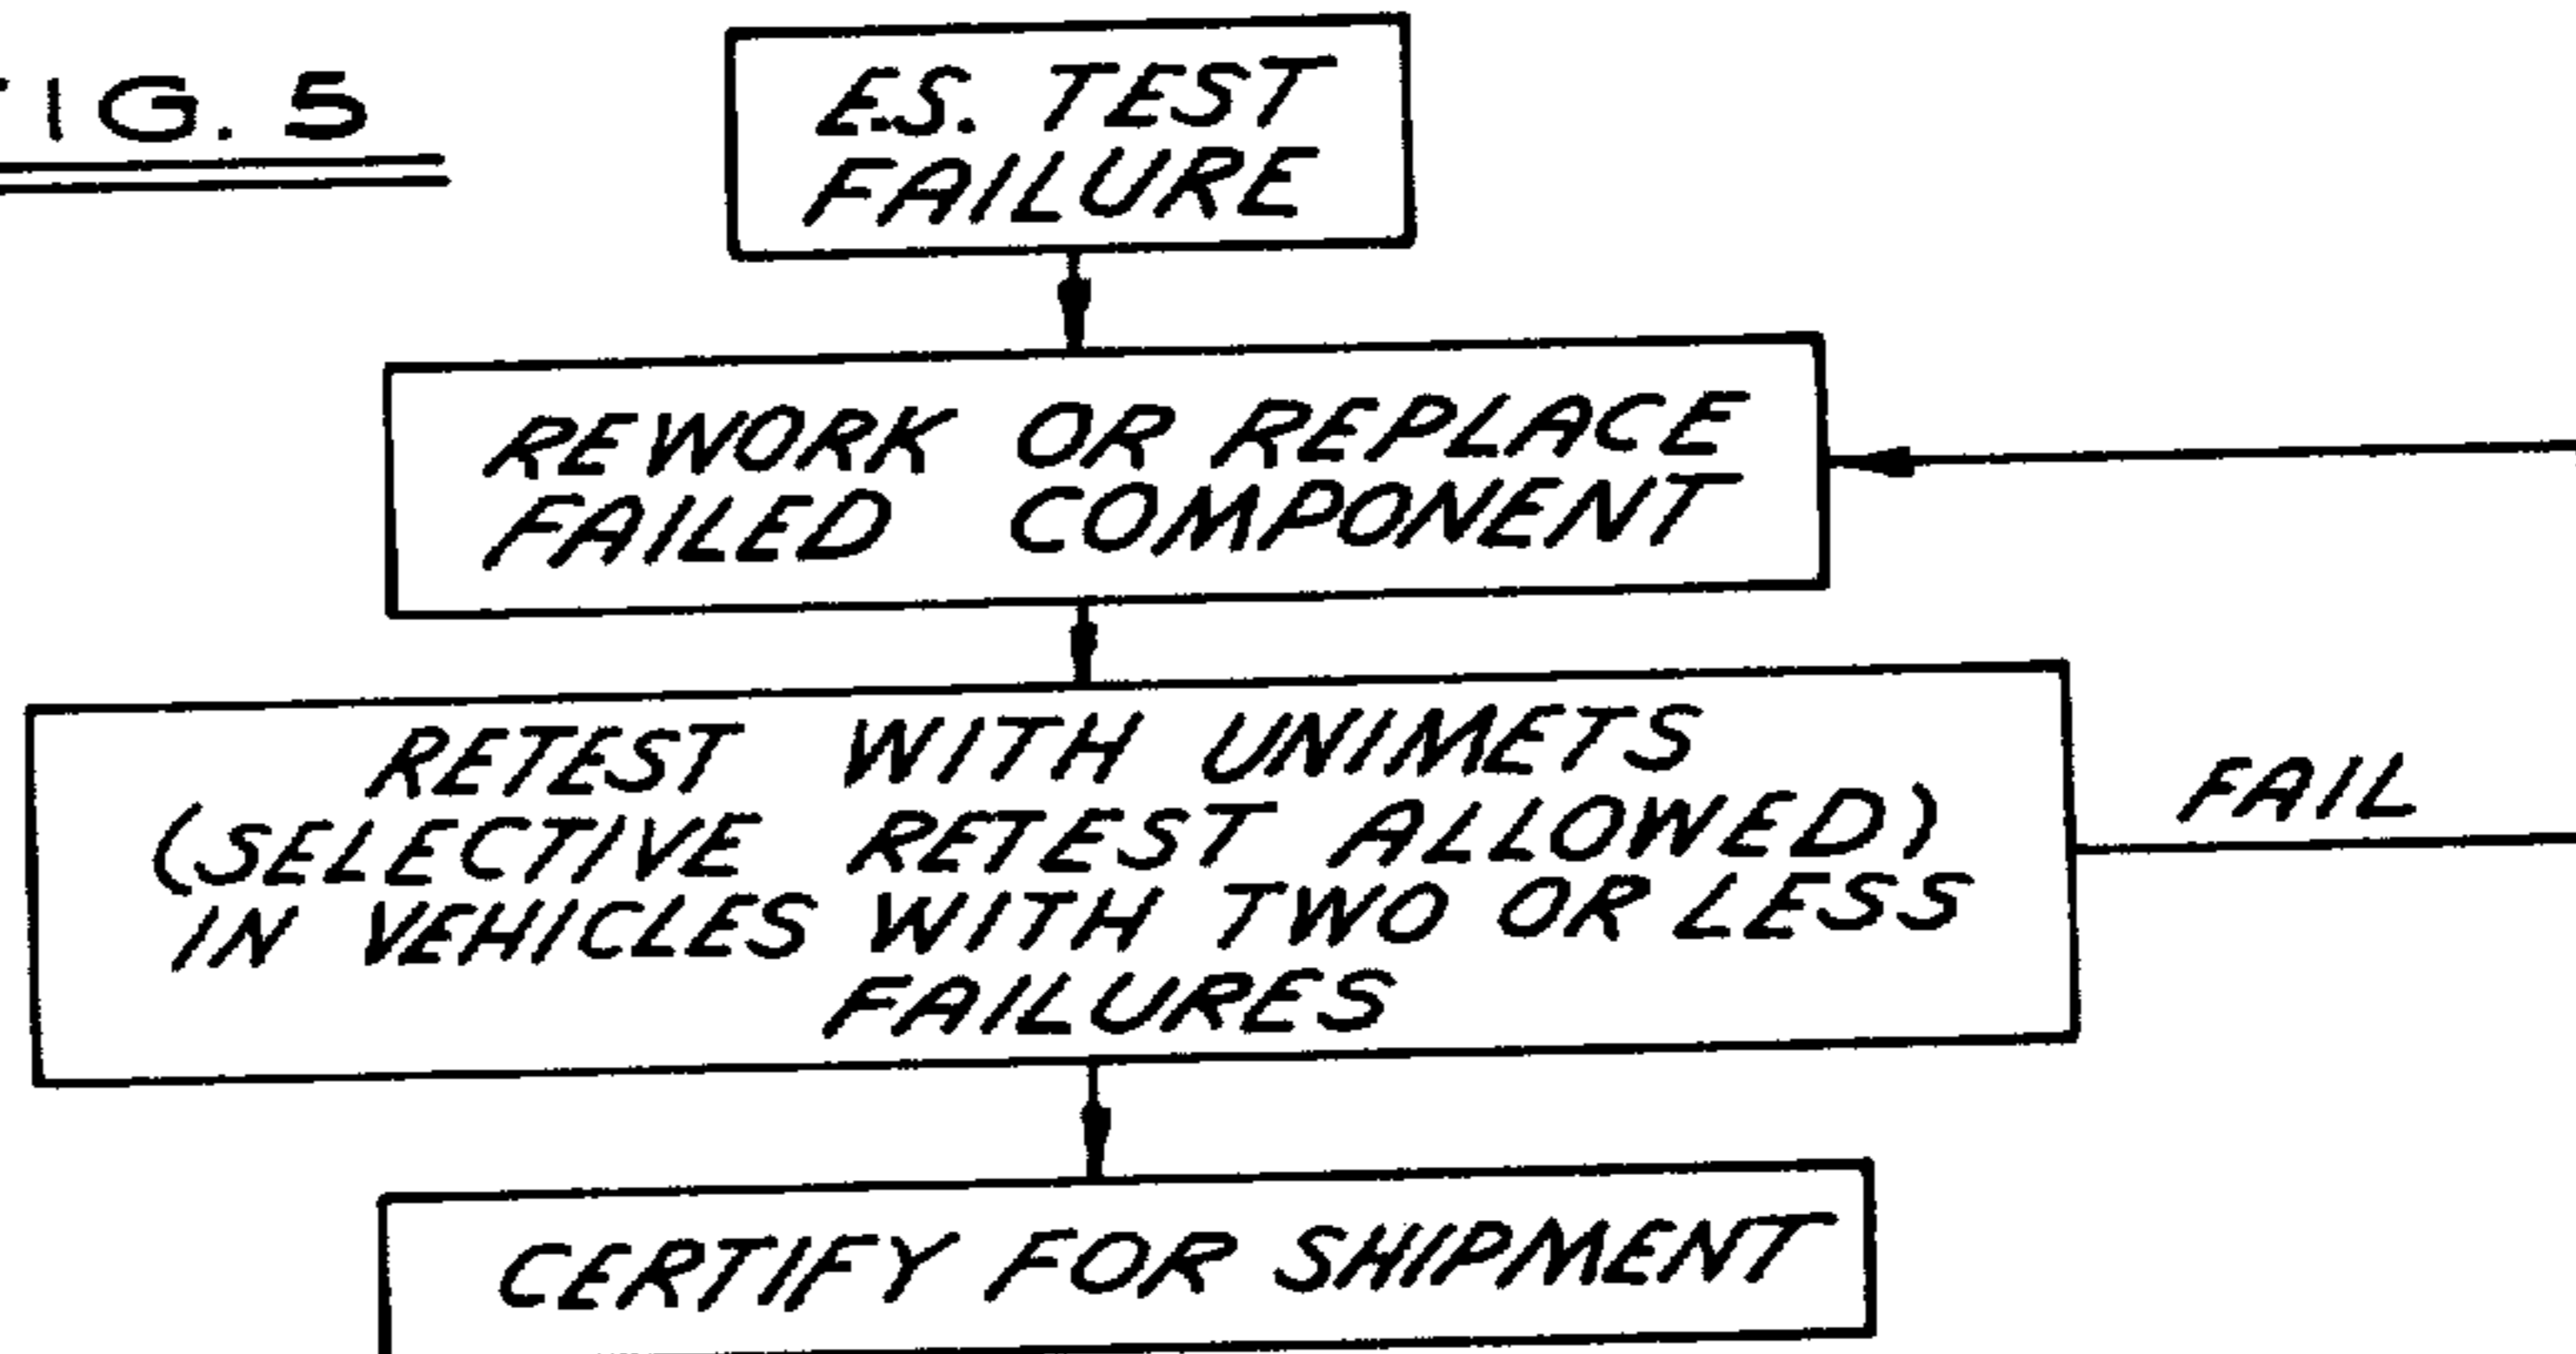 FIG. 5
E.S. TEST
FAILURE
REWORK OR REPLACE
FAILED COMPONENT
RETEST WITH UNIMETS
(SELECTIVE RETEST ALLOWED)
IN VEHICLES WITH TWO OR LESS
FAILURES
FAIL
CERTIFY FOR SHIPMENT